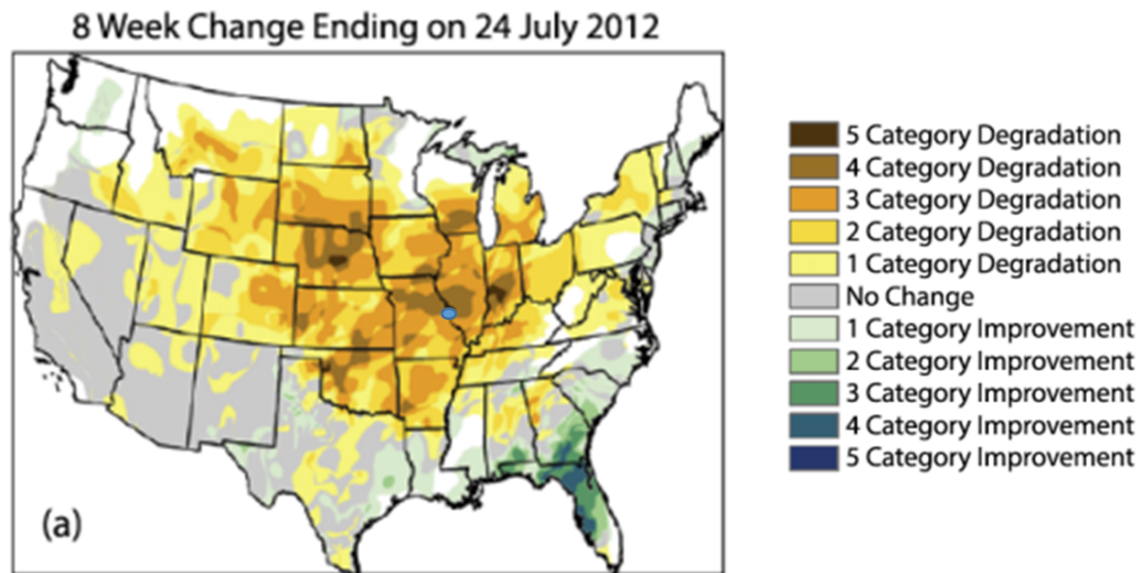 8 Week Change Ending on 24 July 2012
5 Category Degradation
4 Category Degradation
3 Category Degradation
2 Category Degradation
1 Category Degradation
No Change
1 Category Improvement
2 Category Improvement
3 Category Improvement
4 Category Improvement
5 Category Improvement
(a)